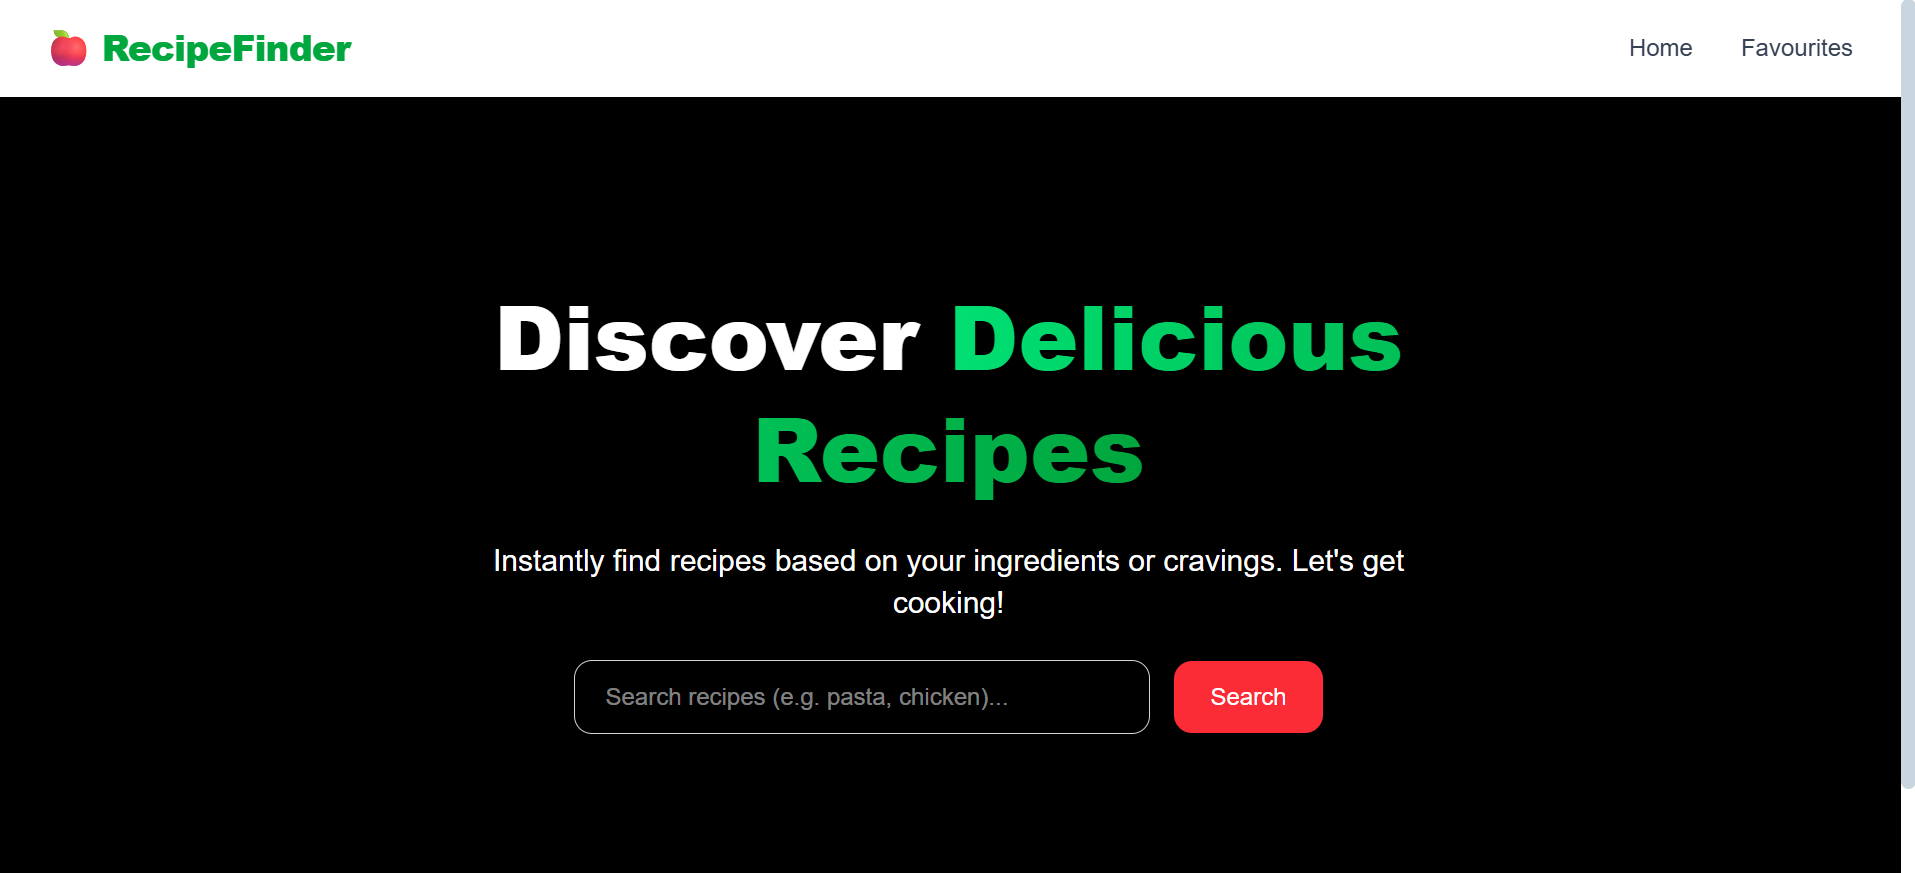 RecipeFinder
Home
Favourites
Discover Delicious
Recipes
Instantly find recipes based on your ingredients or cravings. Let's get
cooking!
Search recipes (e.g. pasta, chicken)...
Search